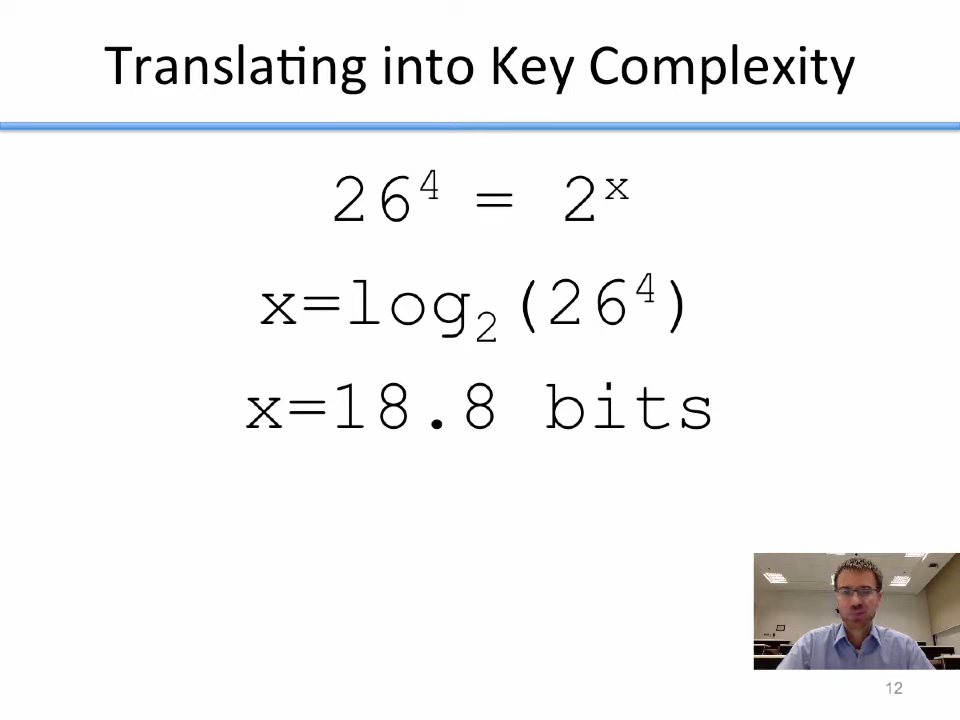 Translating into Key Complexity
26⁴ = 2ˣ
x=log₂(26⁴)
x=18.8 bits
12